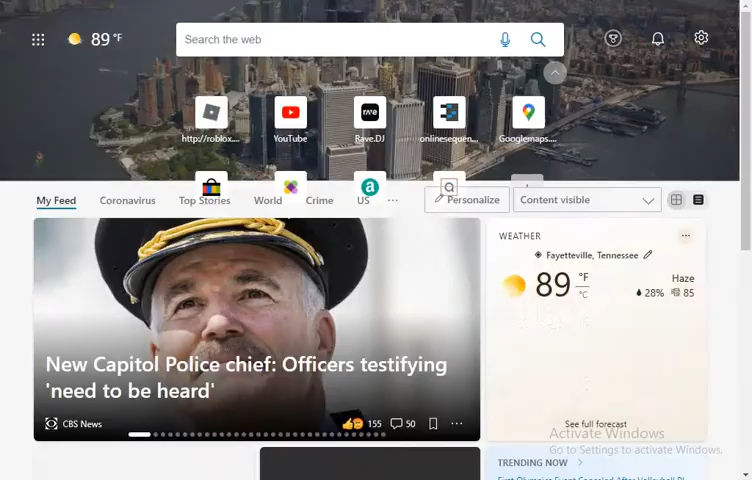 89 °F
Search the web
http://roblox....
YouTube
Rave.DJ
onlinesequen...
Googlemaps....
My Feed
Coronavirus
Top Stories
World
Crime
US
...
Personalize
Content visible
WEATHER
...
Fayetteville, Tennessee
89 °F
°C
Haze
28% 85
See full forecast
New Capitol Police chief: Officers testifying
'need to be heard'
CBS News
155
50
...
Activate Windows
Go to Settings to activate Windows.
TRENDING NOW >